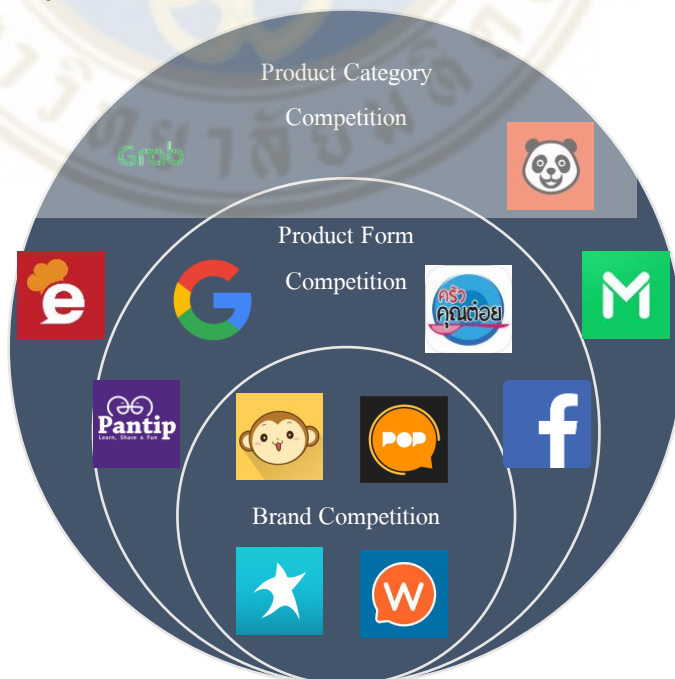 Product Category
Competition
Grab
Product Form
Competition
e
G
ครัว
คุณต๋อย
M
Pantip
Learn, Share & Fun
POP
f
Brand Competition
W